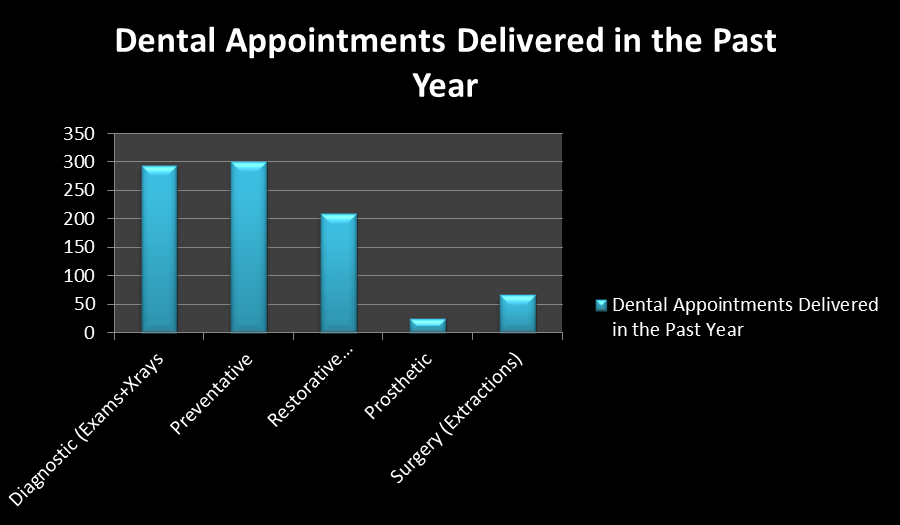 Dental Appointments Delivered in the Past
Year
350
300
250
200
150
100
50
0
Diagnostic (Exams+Xrays
Preventative
Restorative...
Prosthetic
Surgery (Extractions)
Dental Appointments Delivered
in the Past Year